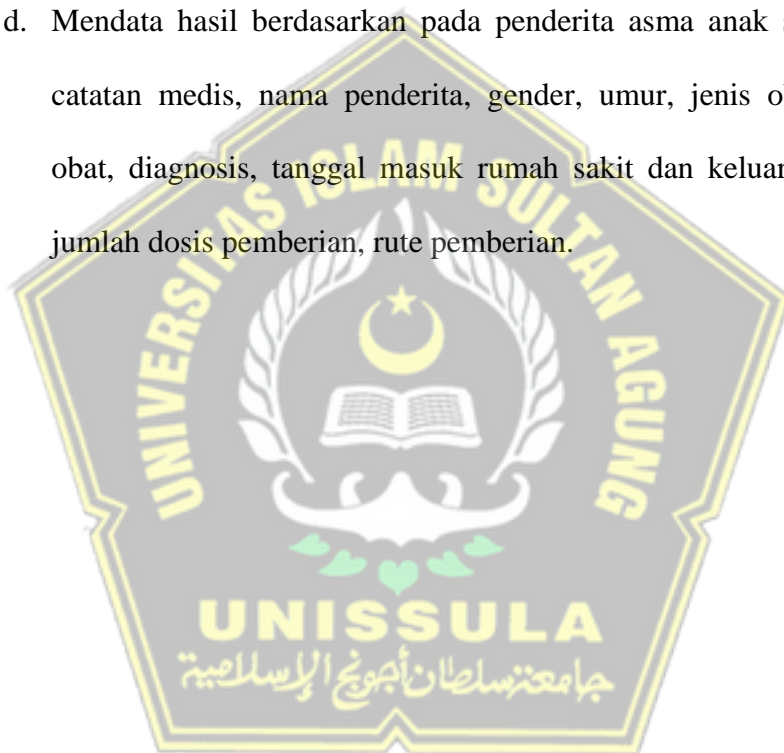 d. Mendata hasil berdasarkan pada penderita asma anak
catatan medis, nama penderita, gender, umur, jenis
obat, diagnosis, tanggal masuk rumah sakit dan
jumlah dosis pemberian, rute pemberian.
UNIVERSITAS ISLAM SULTAN AGUNG
UNISSULA
جامعة سلطان أجونج الإسلامية